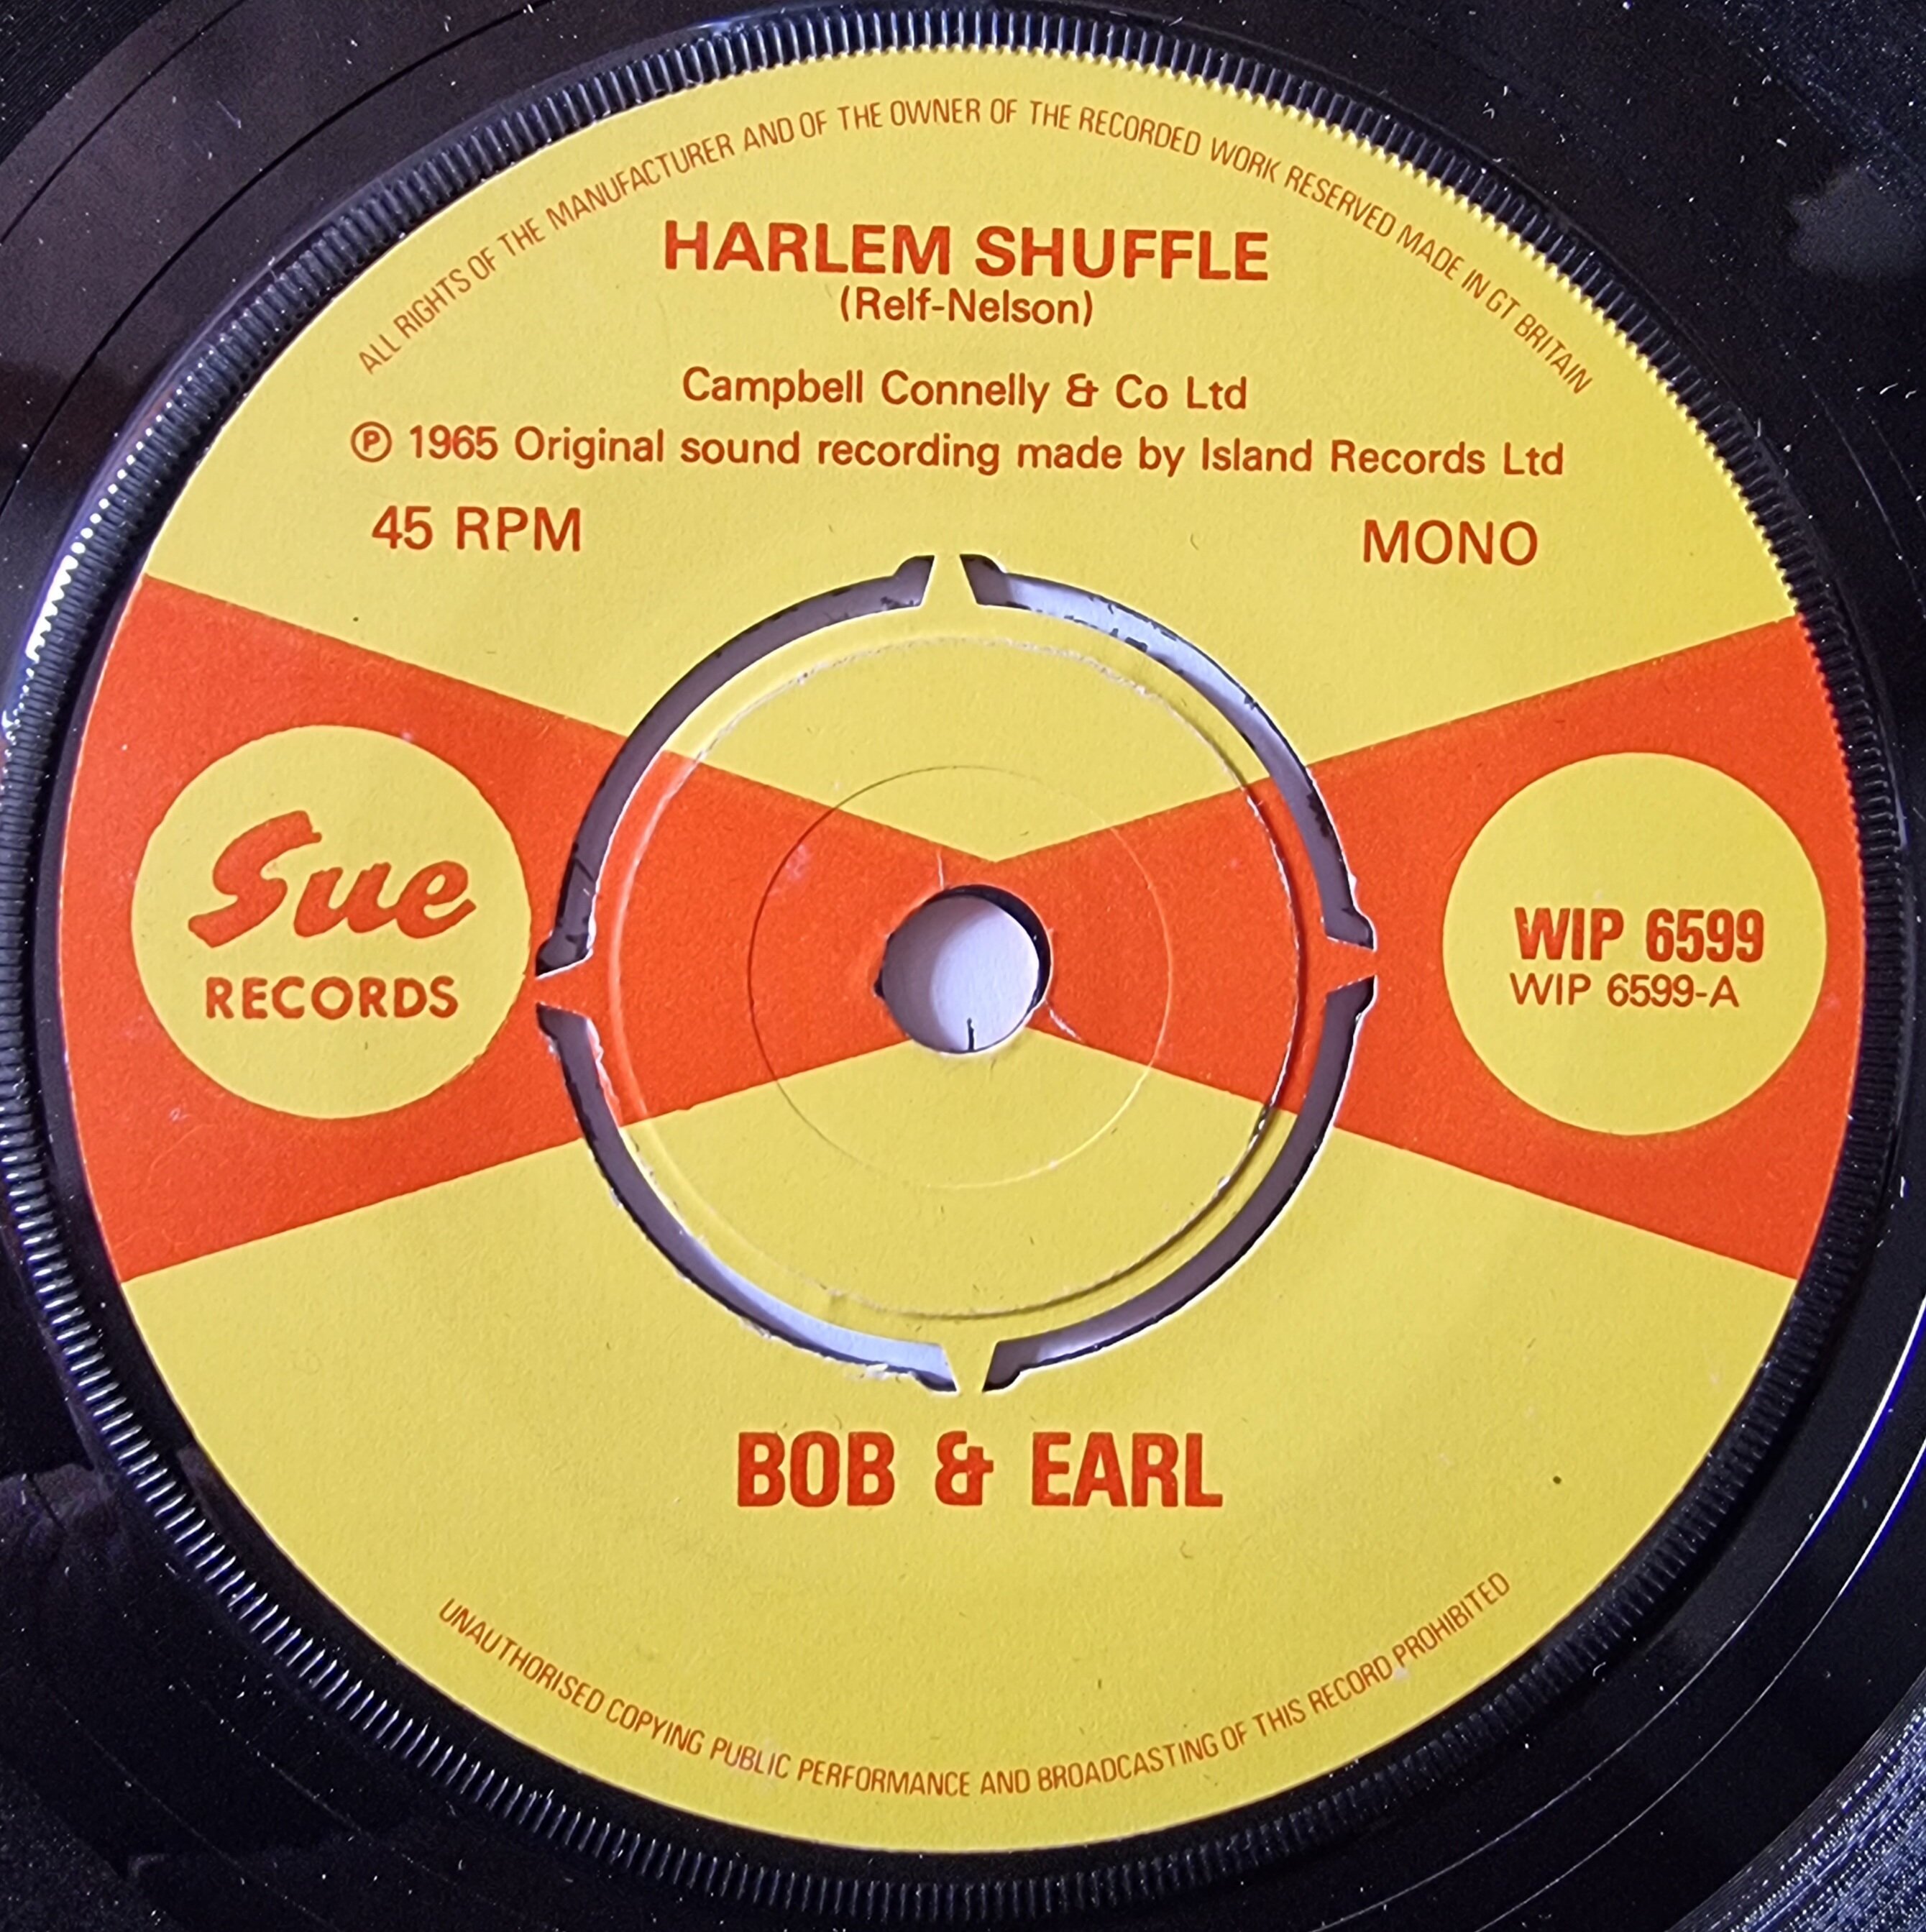 ALL RIGHTS OF THE MANUFACTURER AND OF THE OWNER OF THE RECORDED WORK RESERVED MADE IN GT BRITAIN
HARLEM SHUFFLE
(Relf-Nelson)
Campbell Connelly & Co Ltd
℗ 1965 Original sound recording made by Island Records Ltd
45 RPM
MONO
Sue
RECORDS
WIP 6599
WIP 6599-A
BOB & EARL
UNAUTHORISED COPYING PUBLIC PERFORMANCE AND BROADCASTING OF THIS RECORD PROHIBITED